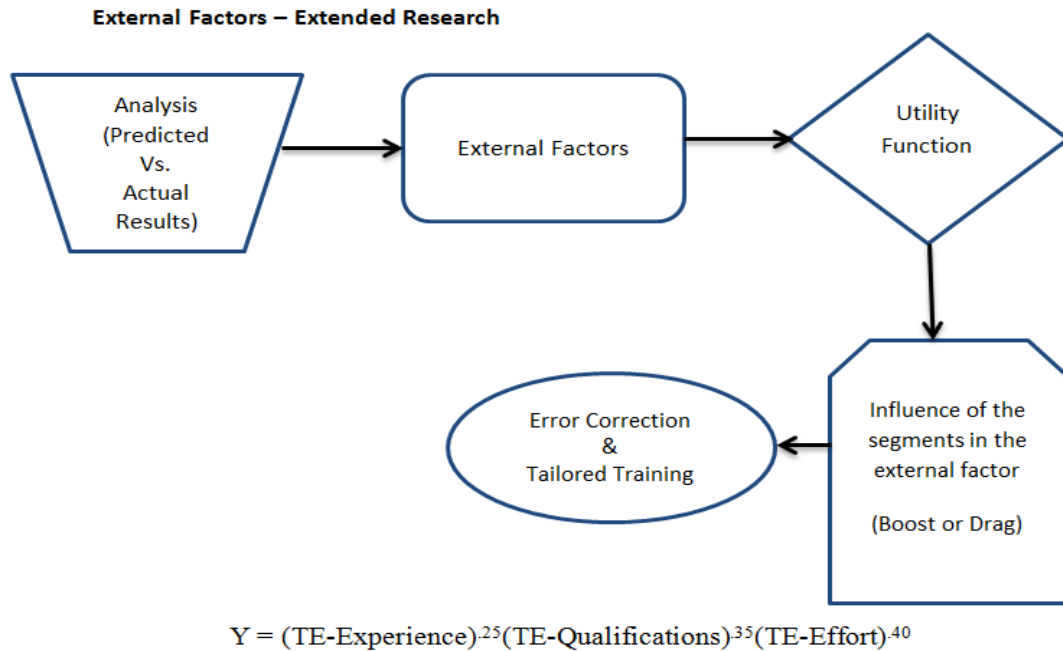 External Factors – Extended Research
Analysis
(Predicted
Vs.
Actual
Results)
External Factors
Utility
Function
Influence of the
segments in the
external factor
(Boost or Drag)
Error Correction
&
Tailored Training
Y = (TE-Experience)^.25(TE-Qualifications)^.35(TE-Effort)^.40